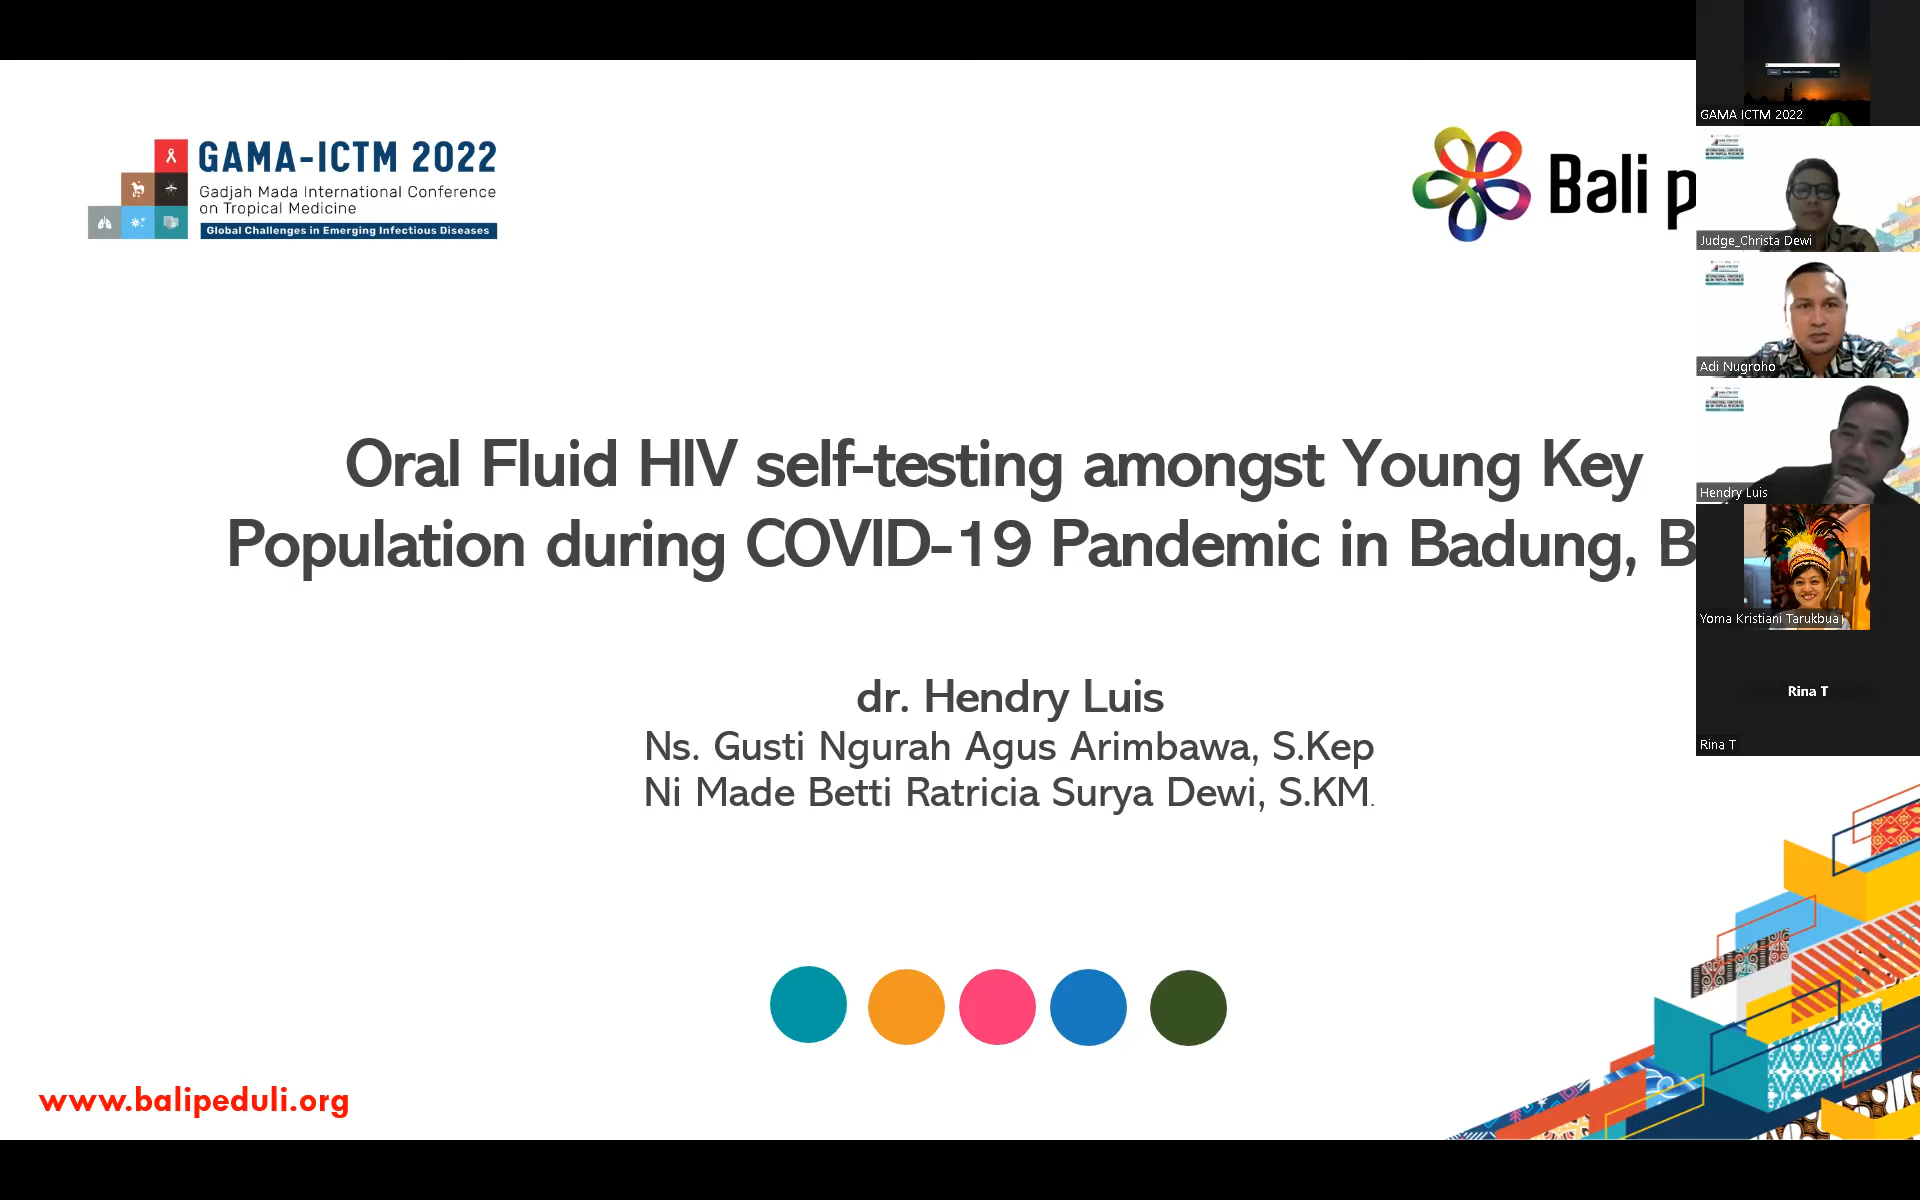 GAMA-ICTM 2022
Gadjah Mada International Conference
on Tropical Medicine
Global Challenges in Emerging Infectious Diseases
Bali p
Oral Fluid HIV self-testing amongst Young Key
Population during COVID-19 Pandemic in Badung, B
dr. Hendry Luis
Ns. Gusti Ngurah Agus Arimbawa, S.Kep
Ni Made Betti Ratricia Surya Dewi, S.KM.
www.balipeduli.org
GAMA ICTM 2022
Judge_Christa Dewi
Adi Nugroho
Hendry Luis
Yoma Kristiani Tarukbua
Rina T
Rina T